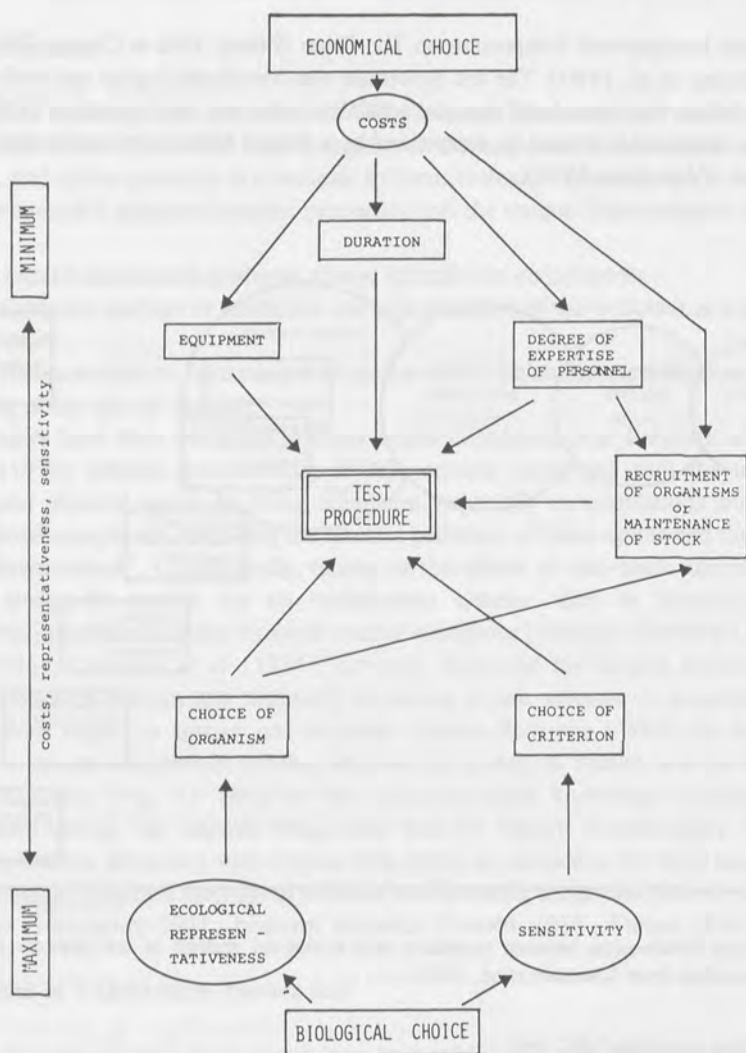 ECONOMICAL CHOICE
COSTS
MINIMUM
DURATION
EQUIPMENT
DEGREE OF
EXPERTISE
OF PERSONNEL
TEST
PROCEDURE
RECRUITMENT
OF ORGANISMS
or
MAINTENANCE
OF STOCK
costs, representativeness, sensitivity
CHOICE OF
ORGANISM
CHOICE OF
CRITERION
MAXIMUM
ECOLOGICAL
REPRESEN -
TATIVENESS
SENSITIVITY
BIOLOGICAL CHOICE